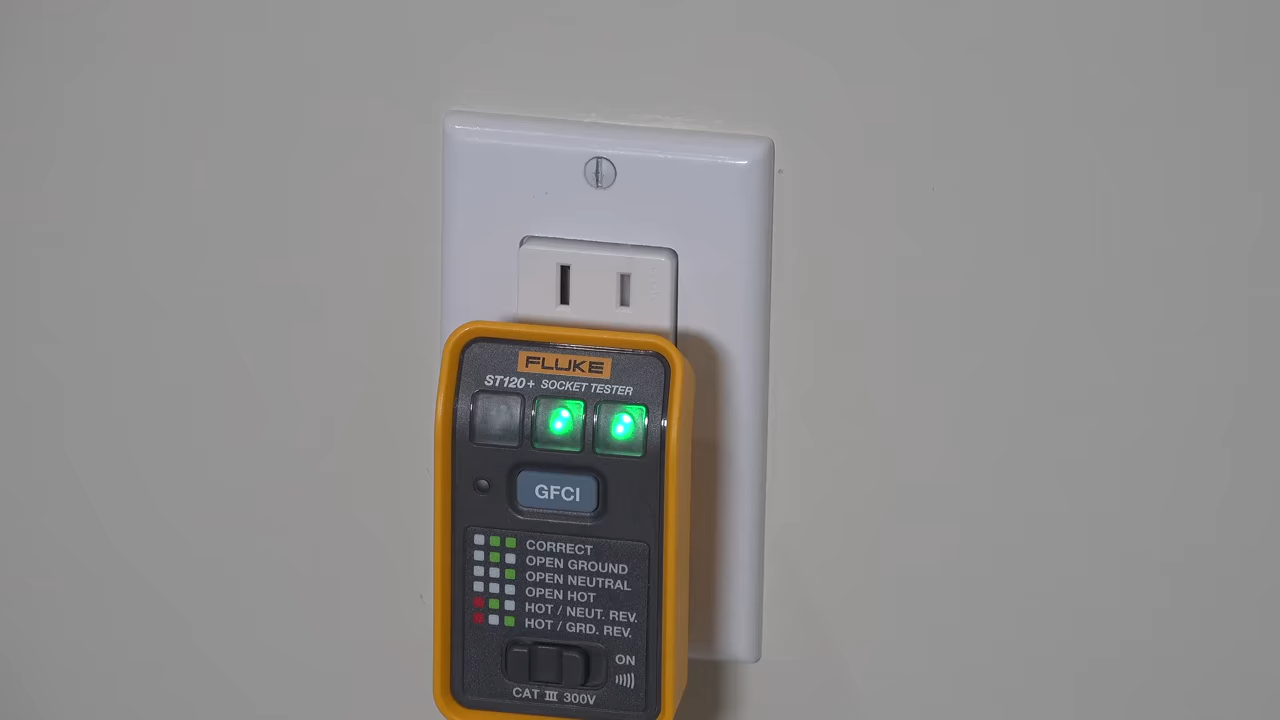 FLUKE
ST120+ SOCKET TESTER
GFCI
CORRECT
OPEN GROUND
OPEN NEUTRAL
OPEN HOT
HOT / NEUT. REV.
HOT / GRD. REV.
ON
CAT III 300V